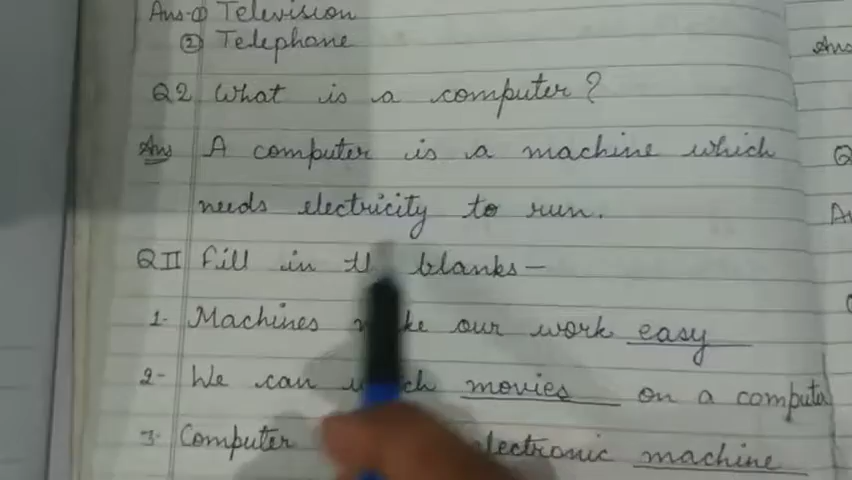 Ans-① Television
② Telephone
Q2 What is a computer?
Ans A computer is a machine which
needs electricity to run.
QII Fill in the blanks-
1- Machines make our work easy
2- We can watch movies on a computer
3- Computer electronic machine
Ans
Q
An